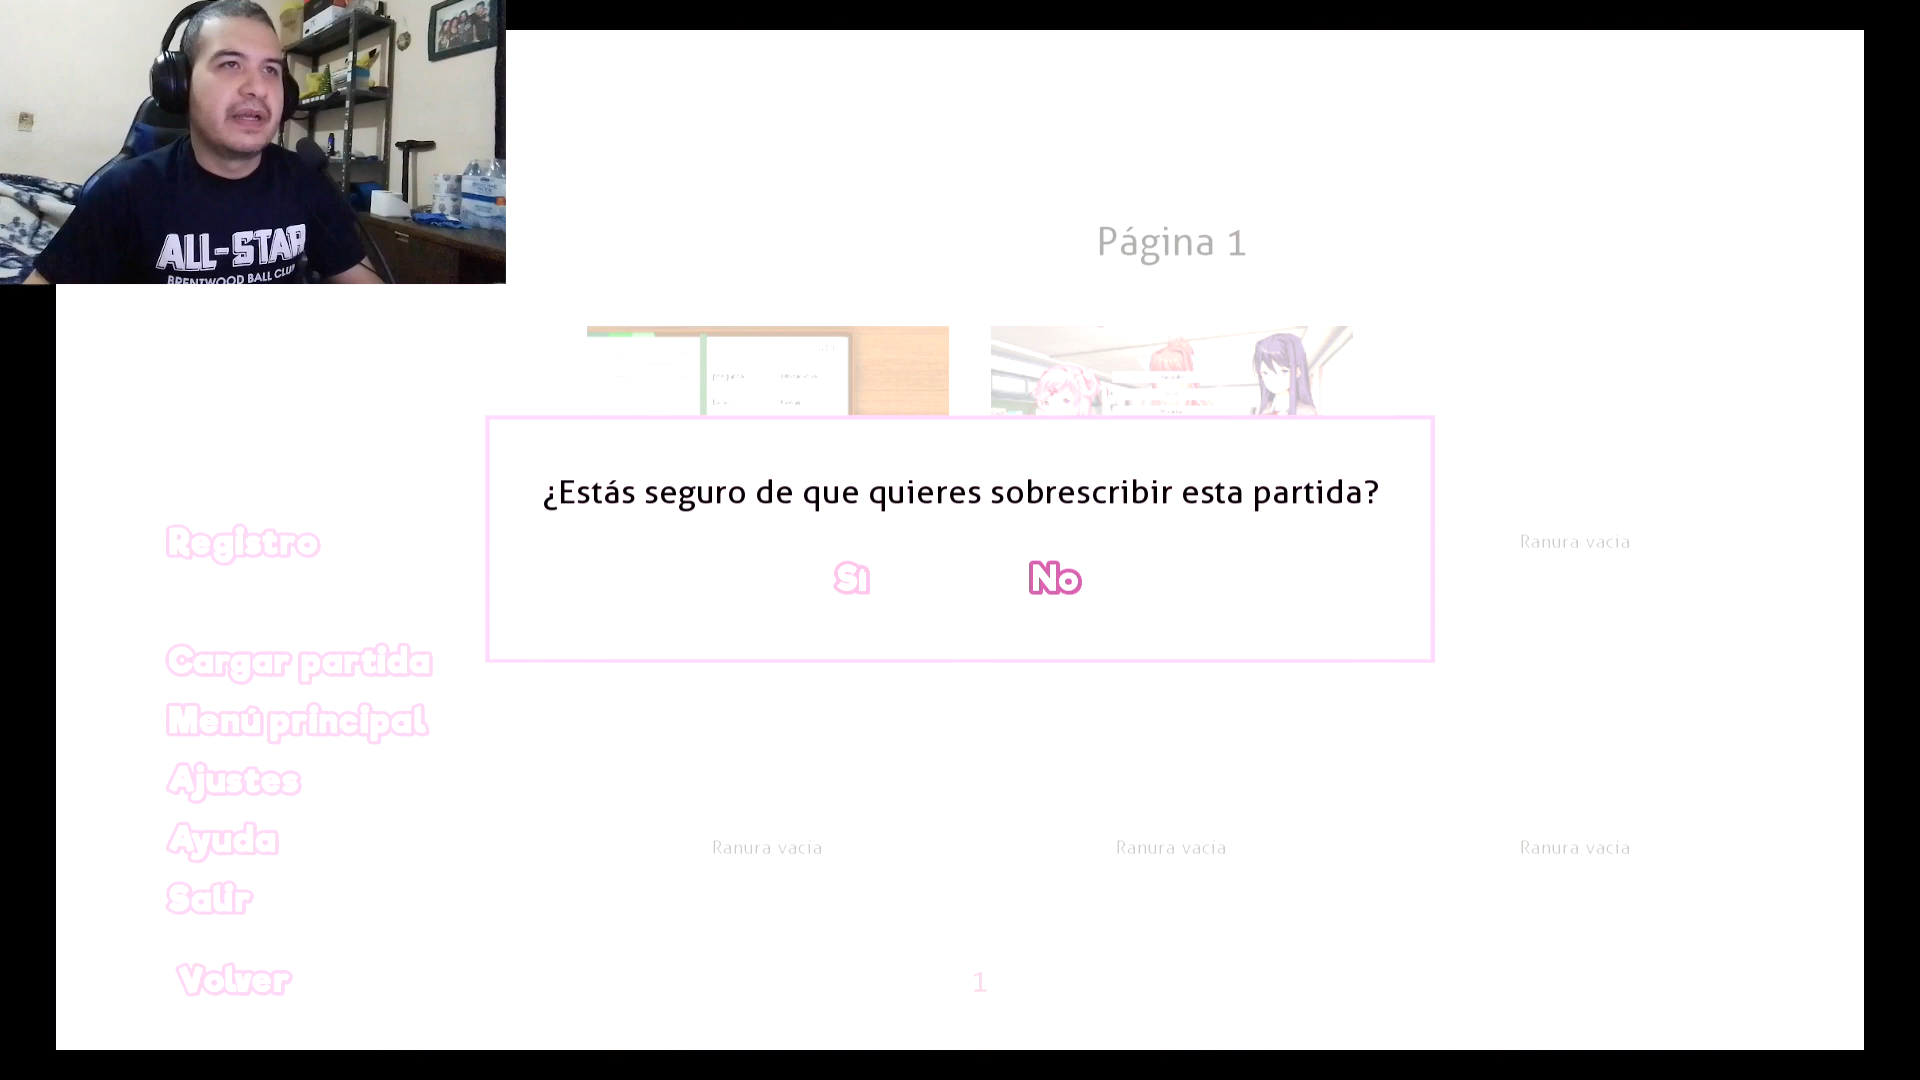 ALL-STAR
BRENTWOOD BALL CLUB
Página 1
¿Estás seguro de que quieres sobrescribir esta partida?
Sí
No
Registro
Ranura vacia
Cargar partida
Menú principal
Ajustes
Ayuda
Ranura vacia
Ranura vacia
Ranura vacia
Salir
Volver
1